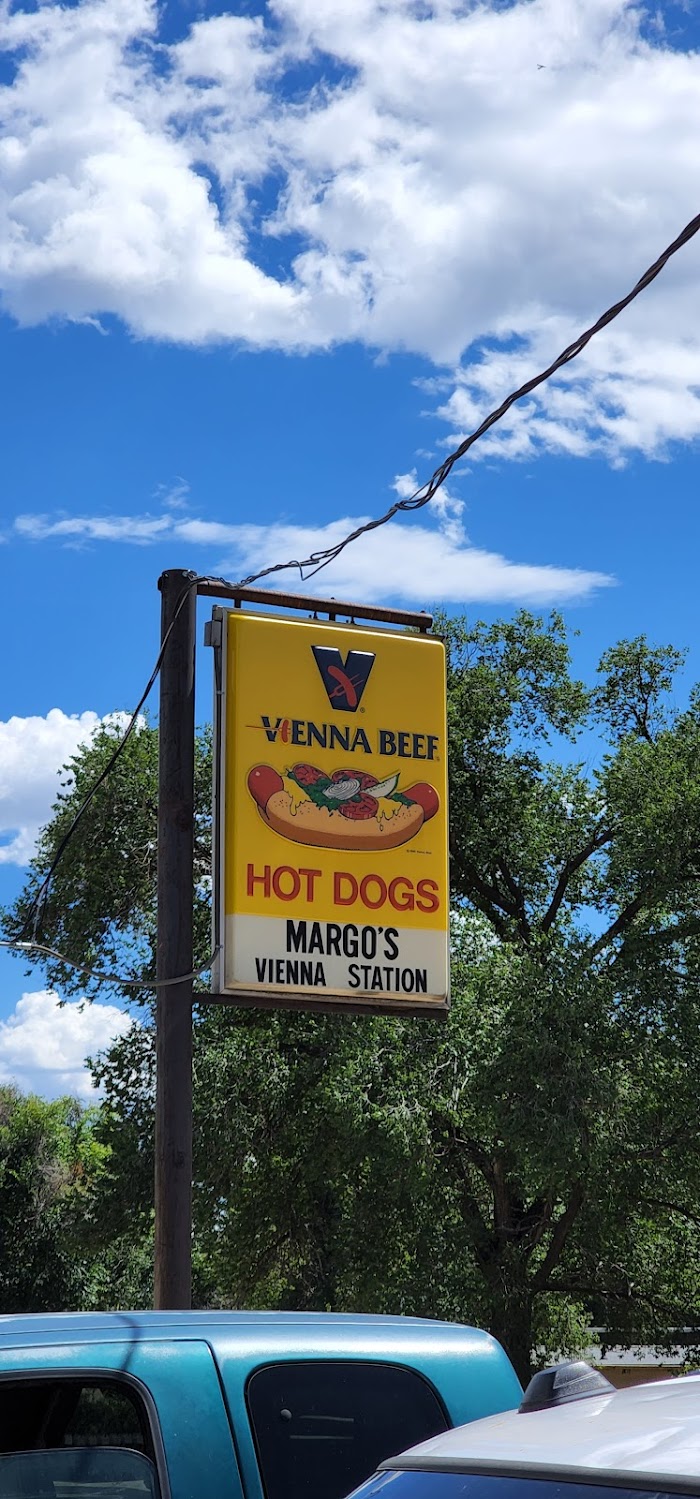 V
VIENNA BEEF
HOT DOGS
MARGO'S
VIENNA STATION